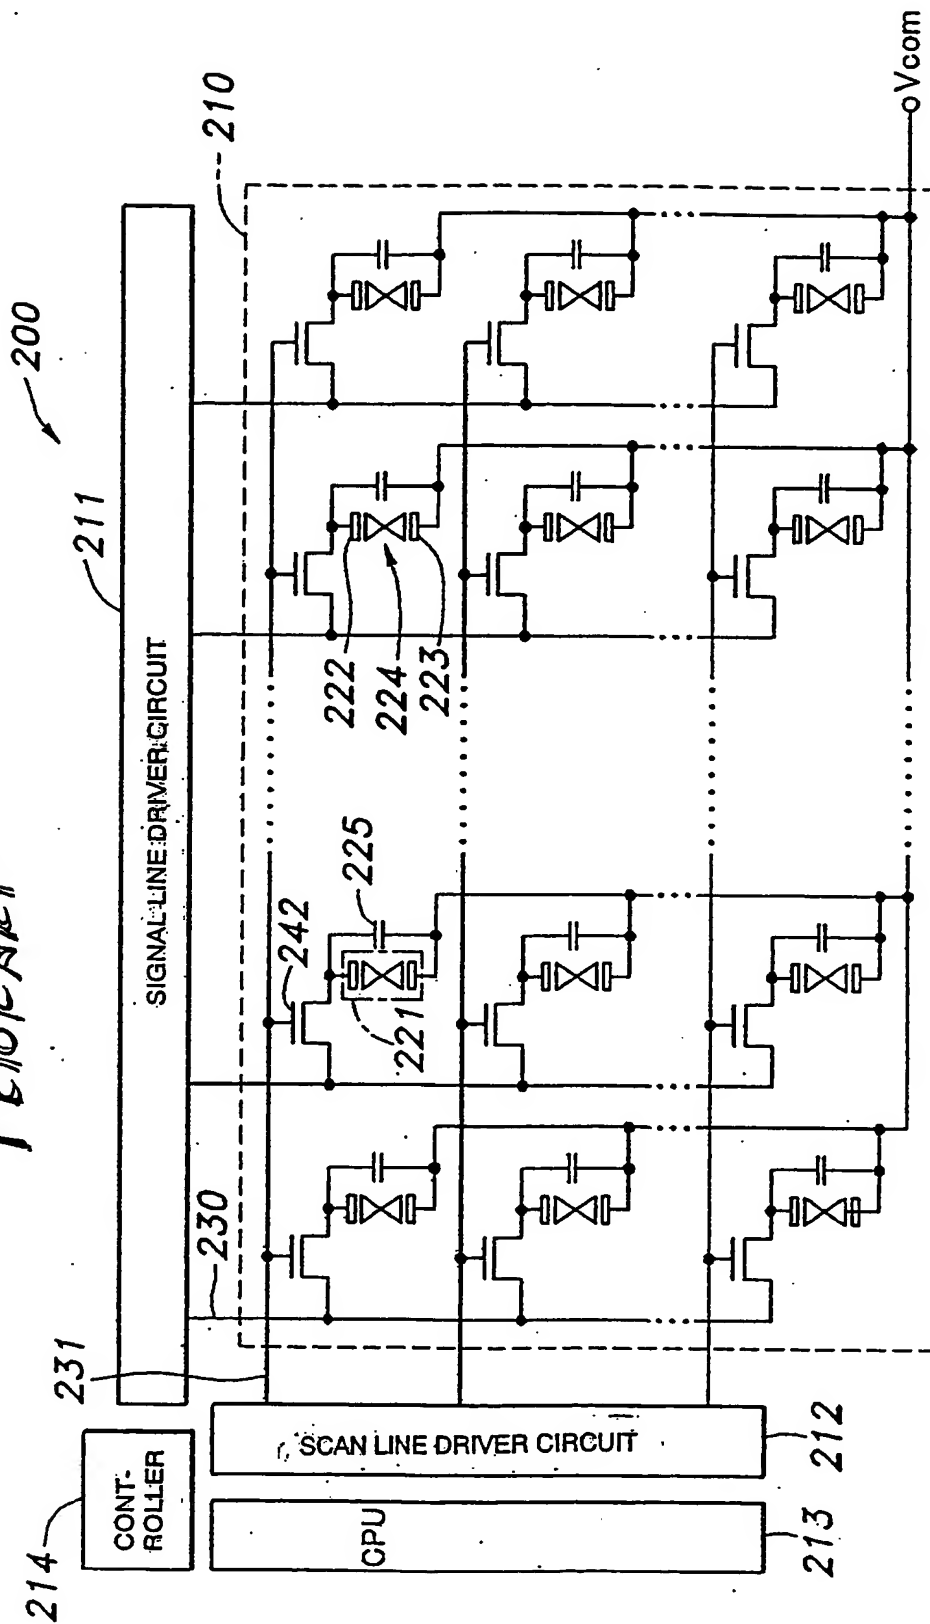 200
211
SIGNAL LINE DRIVER CIRCUIT
210
214
CONT-
ROLLER
231
230
242
225
221
222
224
223
SCAN LINE DRIVER CIRCUIT
212
CPU
213
Vcom